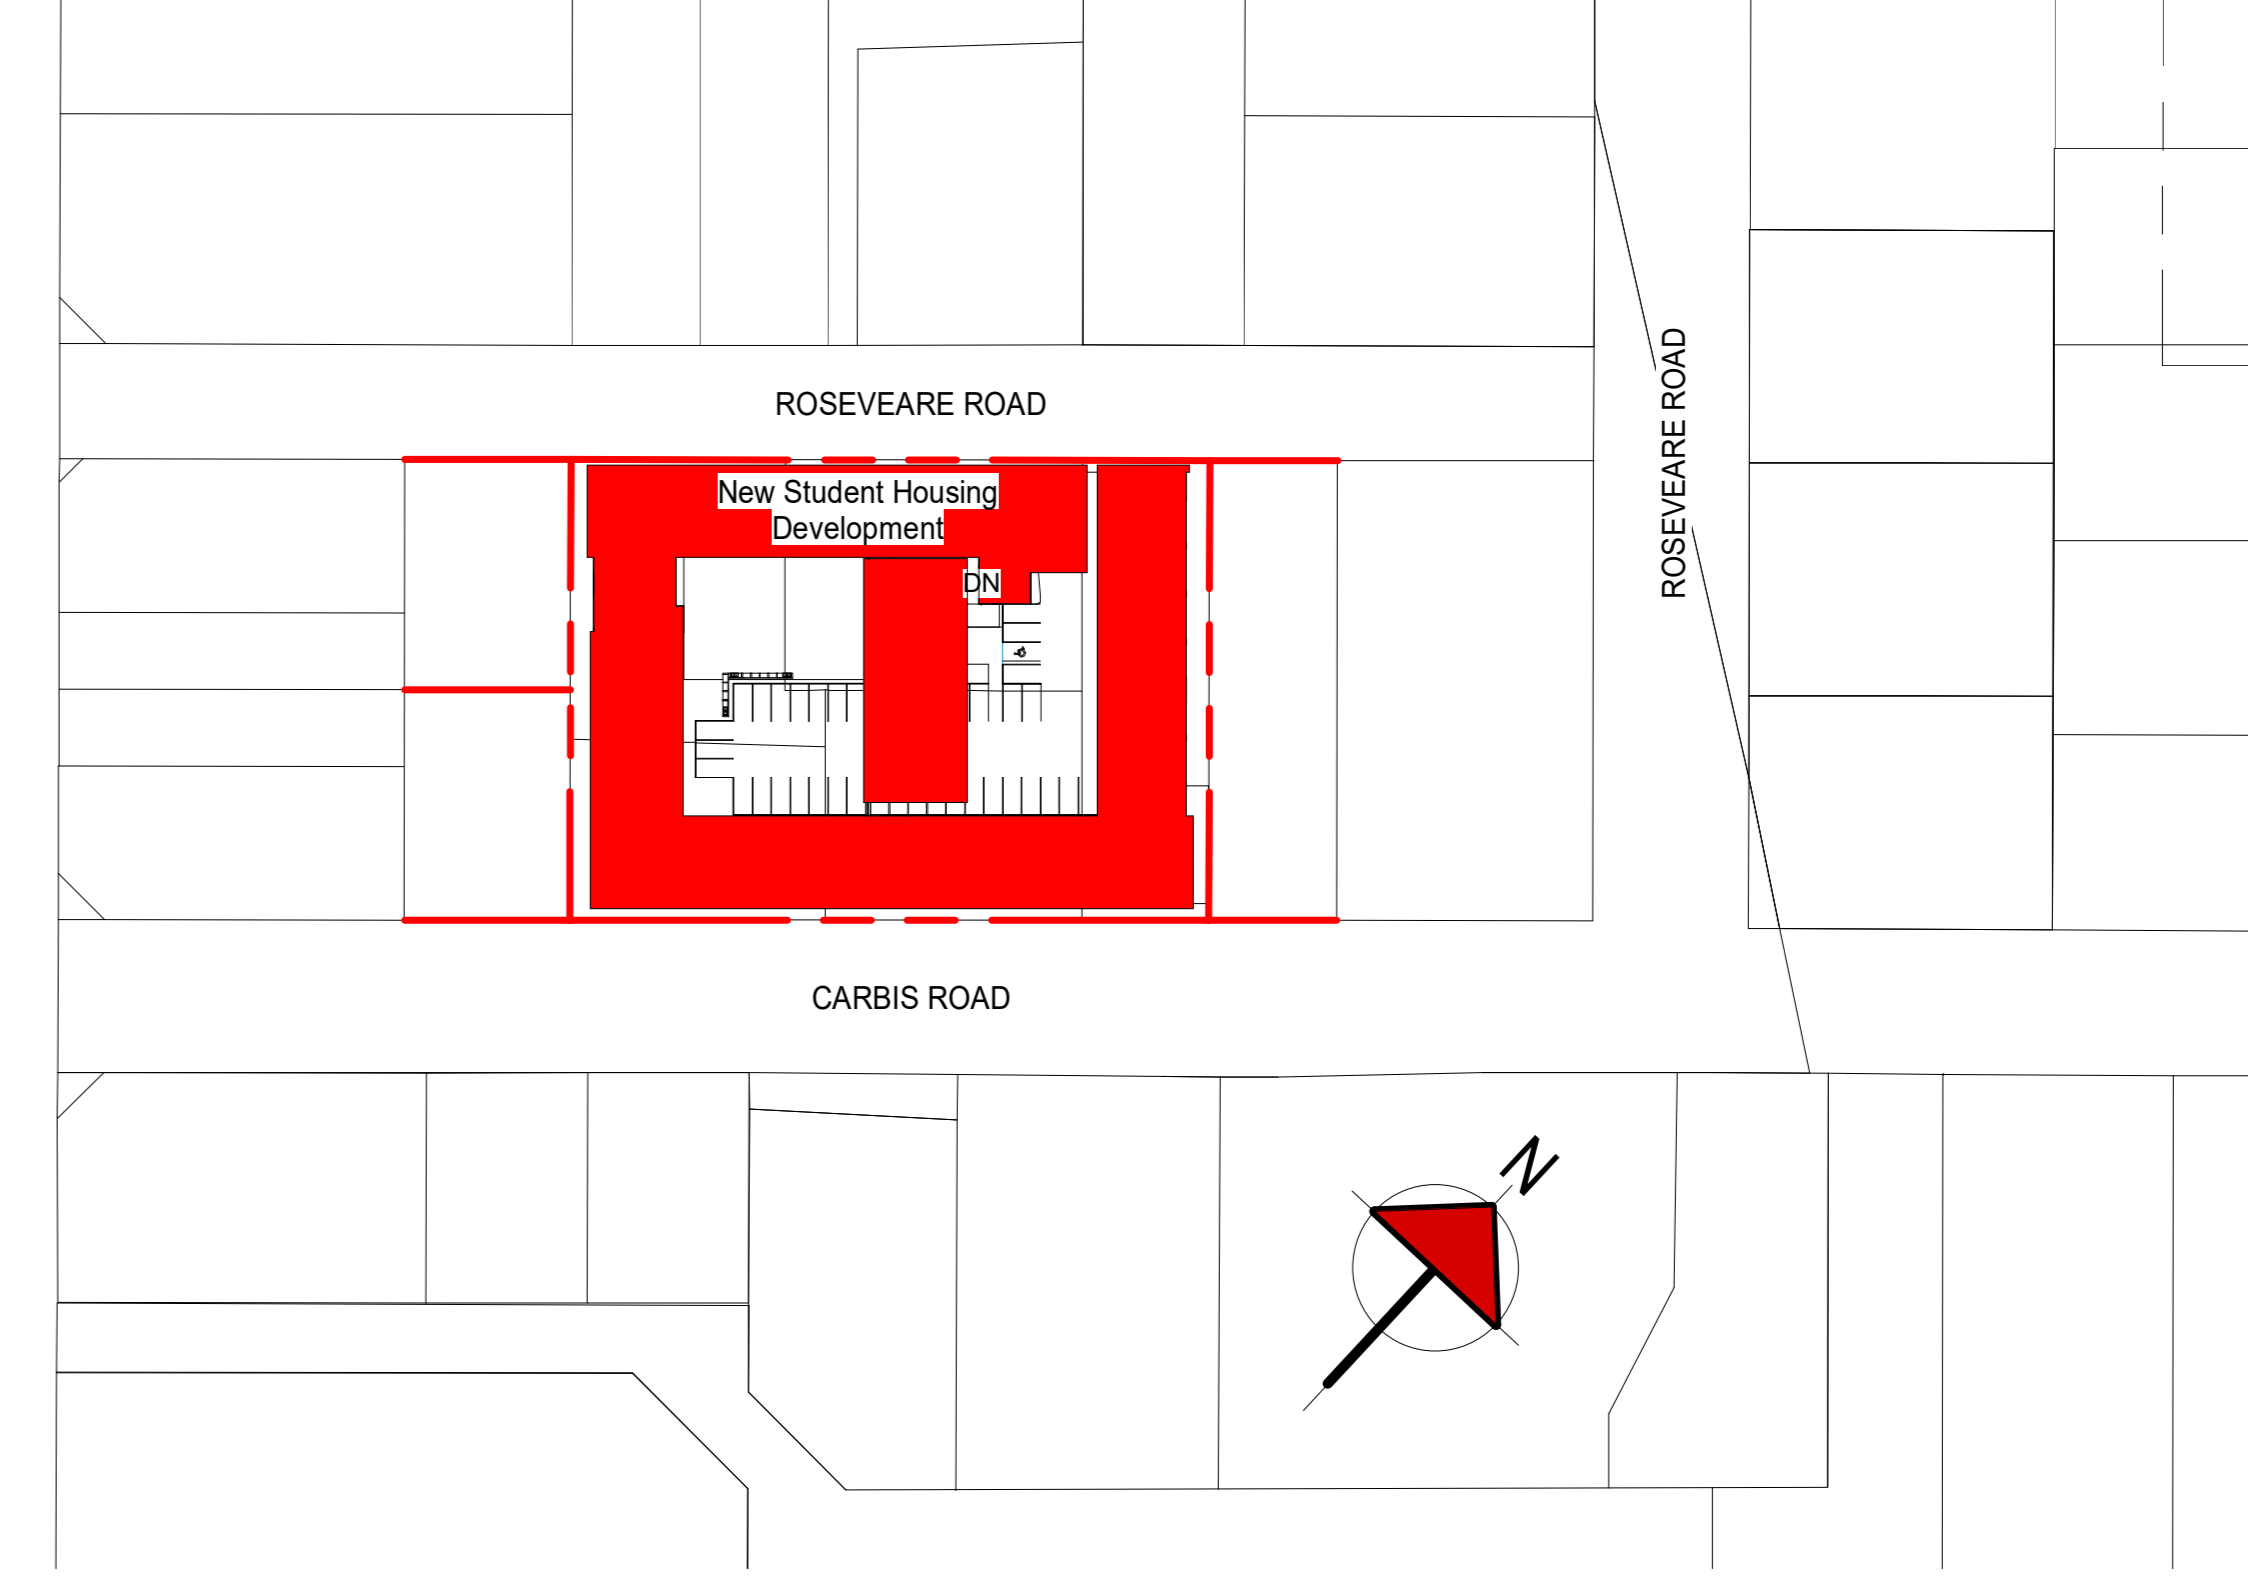 ROSEVEARE ROAD
New Student Housing
Development
DN
ROSEVEARE ROAD
CARBIS ROAD
N